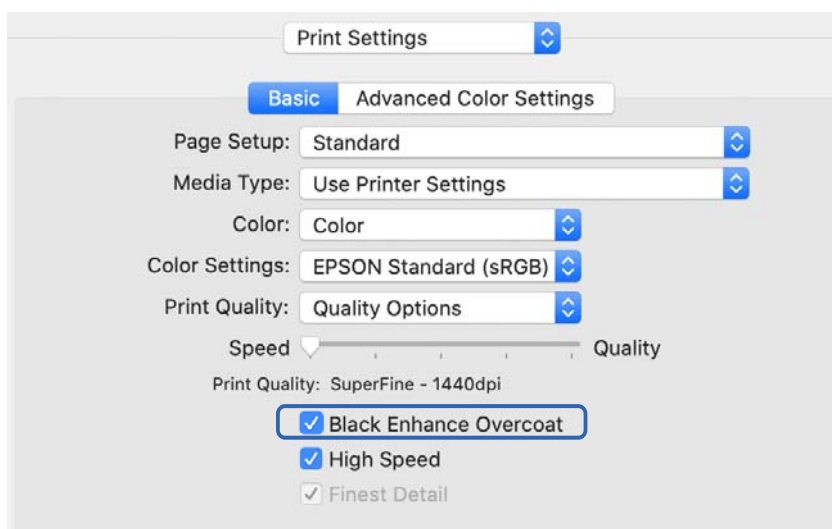 Print Settings
Basic Advanced Color Settings
Page Setup: Standard
Media Type: Use Printer Settings
Color: Color
Color Settings: EPSON Standard (sRGB)
Print Quality: Quality Options
Speed Quality
Print Quality: SuperFine - 1440dpi
Black Enhance Overcoat
High Speed
Finest Detail